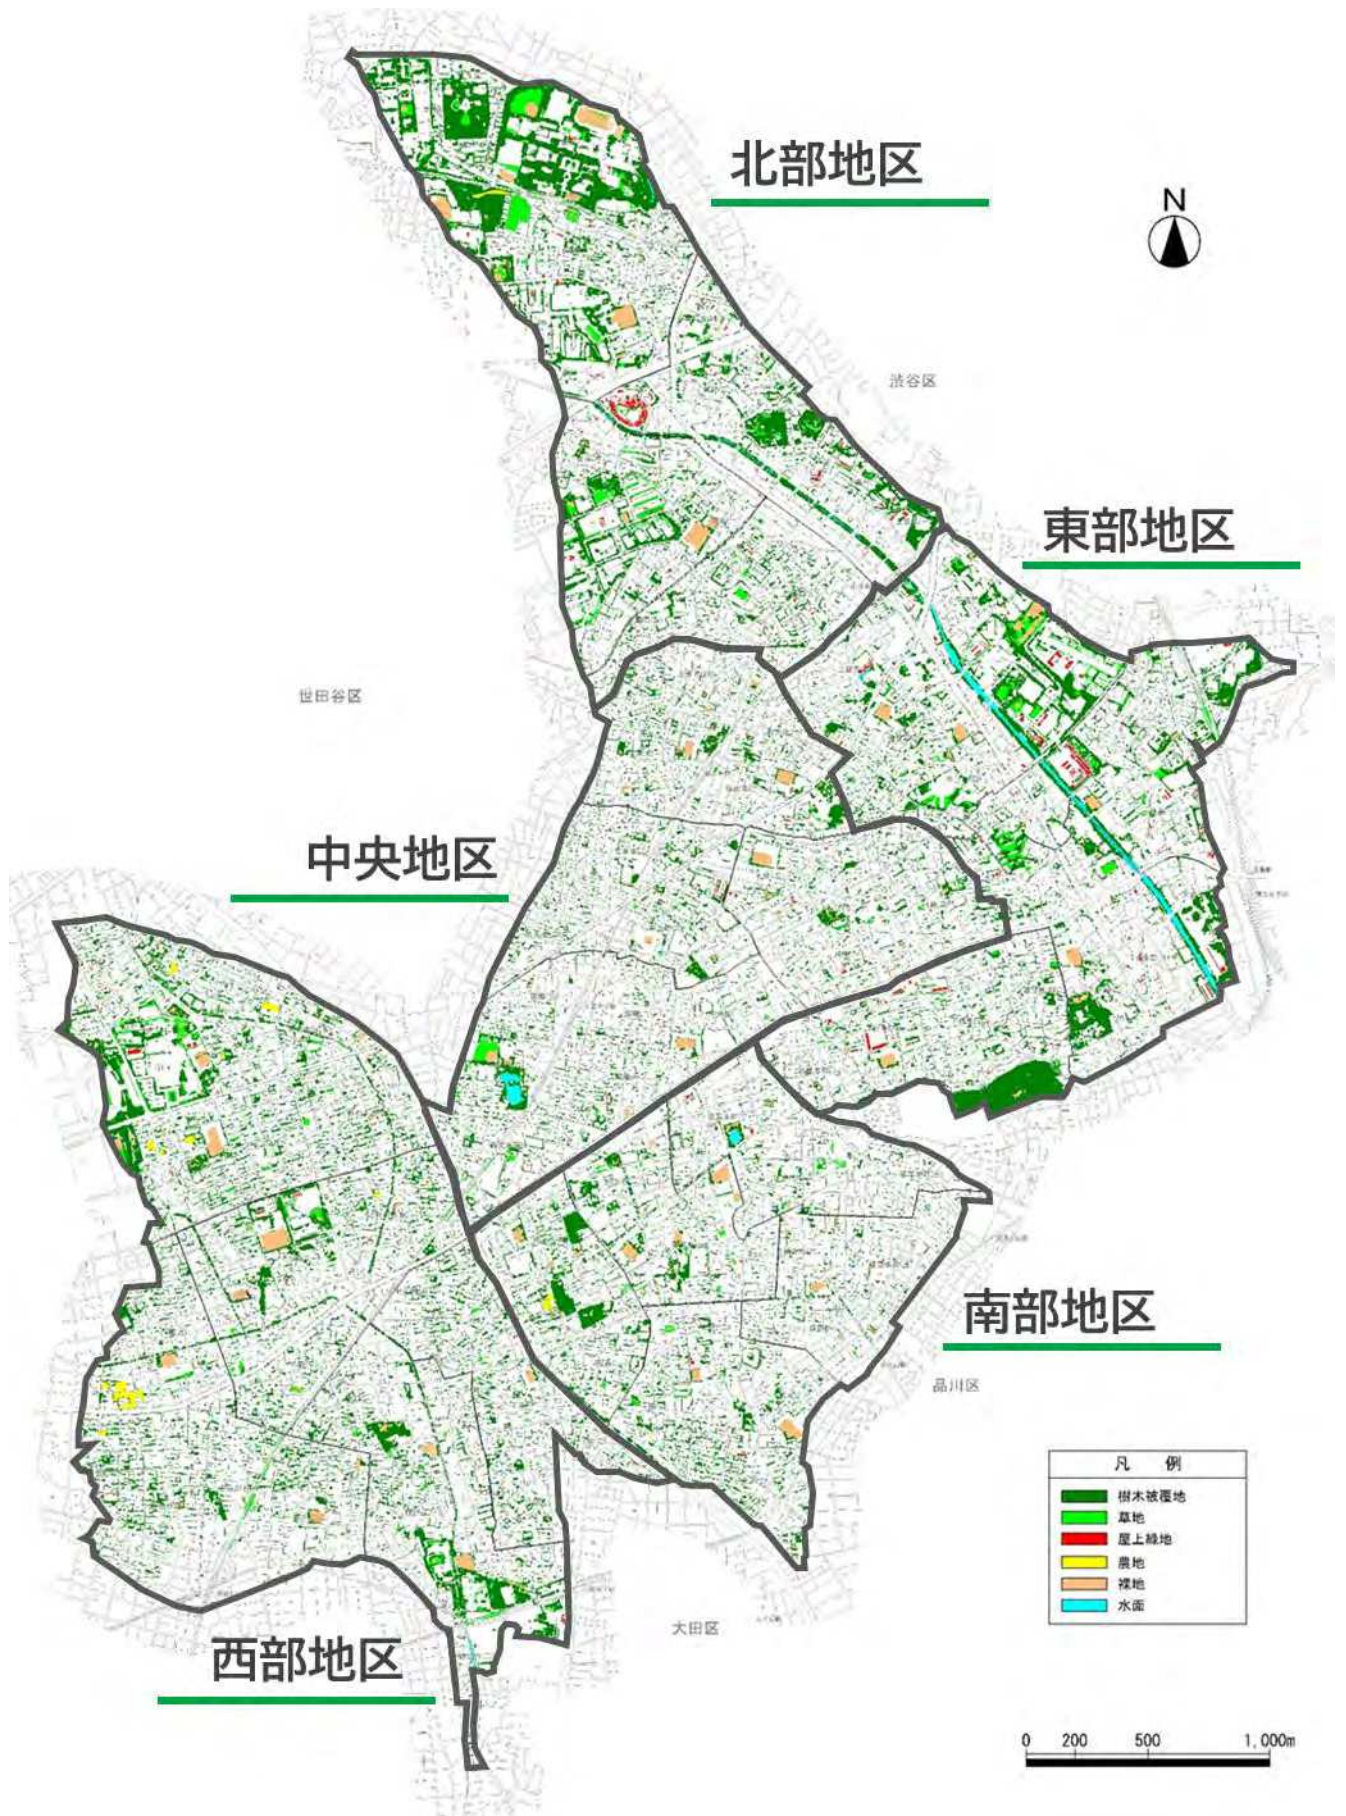 北部地区
N
渋谷区
東部地区
世田谷区
中央地区
南部地区
品川区
凡 例
樹木被覆地
草地
屋上緑地
農地
裸地
水面
大田区
西部地区
0 200 500 1,000m